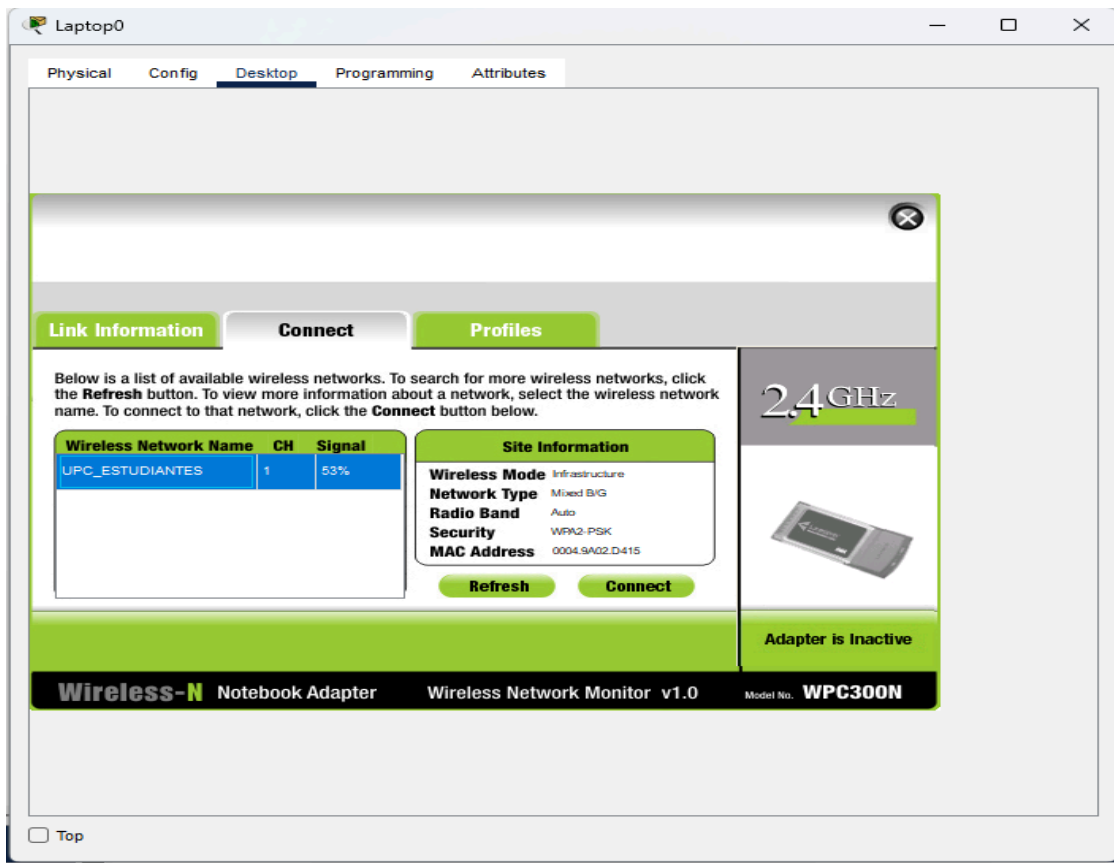 Laptop0
Physical Config Desktop Programming Attributes
Link Information Connect Profiles
Below is a list of available wireless networks. To search for more wireless networks, click
the Refresh button. To view more information about a network, select the wireless network
name. To connect to that network, click the Connect button below.
2.4GHz
Wireless Network Name CH Signal
UPC_ESTUDIANTES 1 53%
Site Information
Wireless Mode Infrastructure
Network Type Mixed B/G
Radio Band Auto
Security WPA2-PSK
MAC Address 0004.9A02.D415
Refresh Connect
Adapter is Inactive
Wireless-N Notebook Adapter Wireless Network Monitor v1.0 Model No. WPC300N
Top